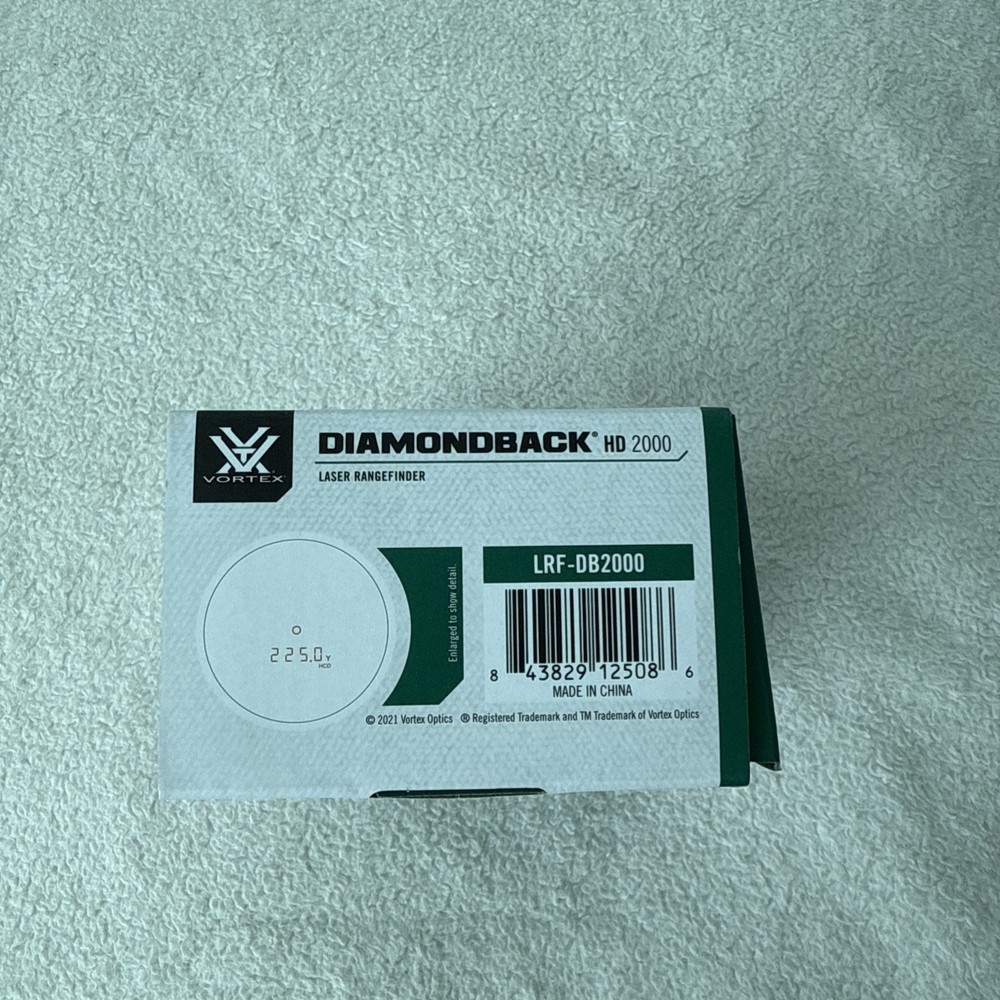 VORTEX
DIAMONDBACK® HD 2000
LASER RANGEFINDER
225.0 Y
HCD
Enlarged to show detail.
LRF-DB2000
8 43829 12508 6
MADE IN CHINA
© 2021 Vortex Optics ® Registered Trademark and TM Trademark of Vortex Optics